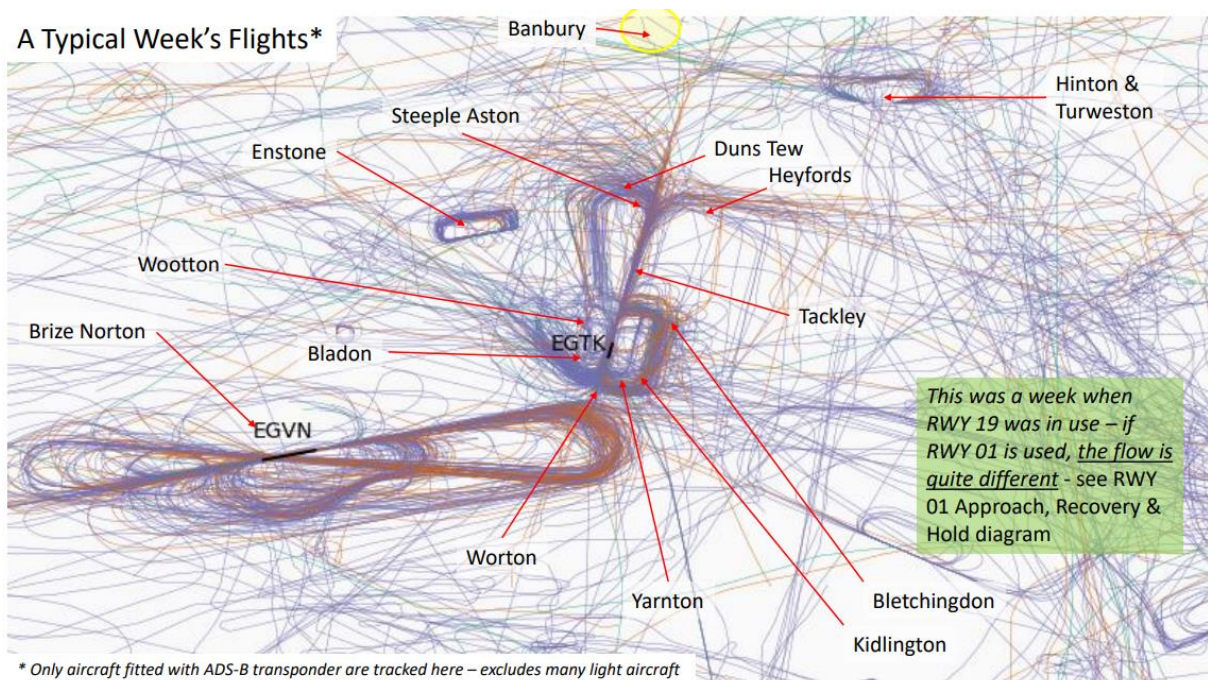 A Typical Week's Flights*
Banbury
Hinton &
Turweston
Steeple Aston
Duns Tew
Enstone
Heyfords
Wootton
Tackley
Brize Norton
EGTK
Bladon
EGVN
This was a week when
RWY 19 was in use – if
RWY 01 is used, the flow is
quite different - see RWY
01 Approach, Recovery &
Hold diagram
Worton
Yarnton
Bletchingdon
Kidlington
* Only aircraft fitted with ADS-B transponder are tracked here – excludes many light aircraft